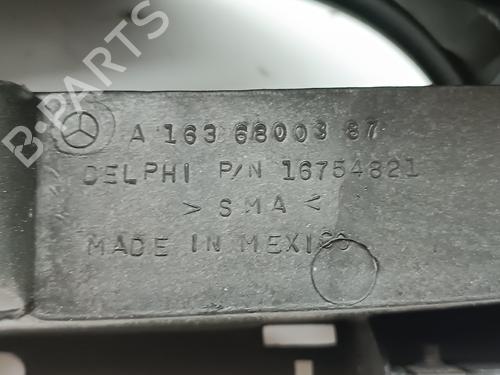 A 163 68003 87
DELPHI P/N 16754821
> SMA <
MADE IN MEXICO
B-PARTS